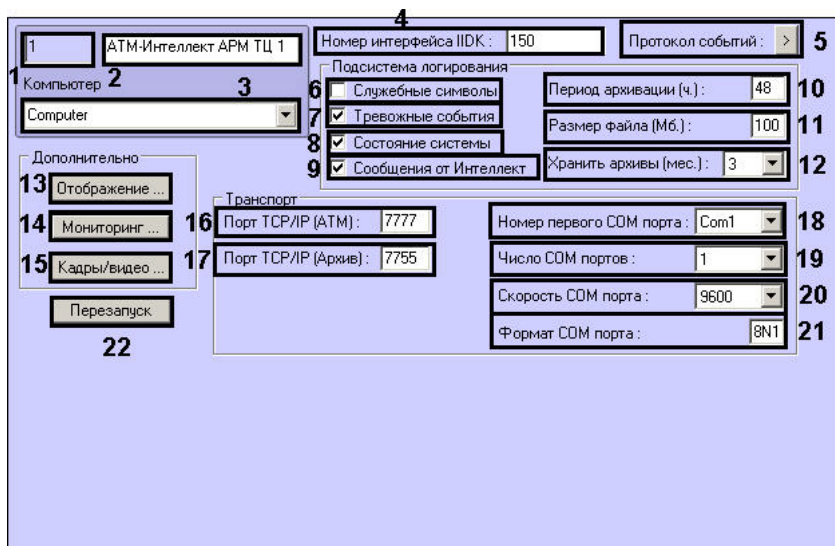 4
1 АТМ-Интеллект АРМ ТЦ 1 Номер интерфейса IIDK : 150 Протокол событий : > 5
1 Компьютер 2 3
Computer
Подсистема логирования
6 Служебные символы
7 Тревожные события
8 Состояние системы
9 Сообщения от Интеллект
Период архивации (ч.) : 48 10
Размер файла (Мб.) : 100 11
Хранить архивы (мес.) : 3 12
Дополнительно
13 Отображение ...
14 Мониторинг ...
15 Кадры/видео ...
Перезапуск
22
Транспорт
16 Порт TCP/IP (АТМ) : 7777
17 Порт TCP/IP (Архив) : 7755
Номер первого COM порта : Com1 18
Число COM портов : 1 19
Скорость COM порта : 9600 20
Формат COM порта : 8N1 21